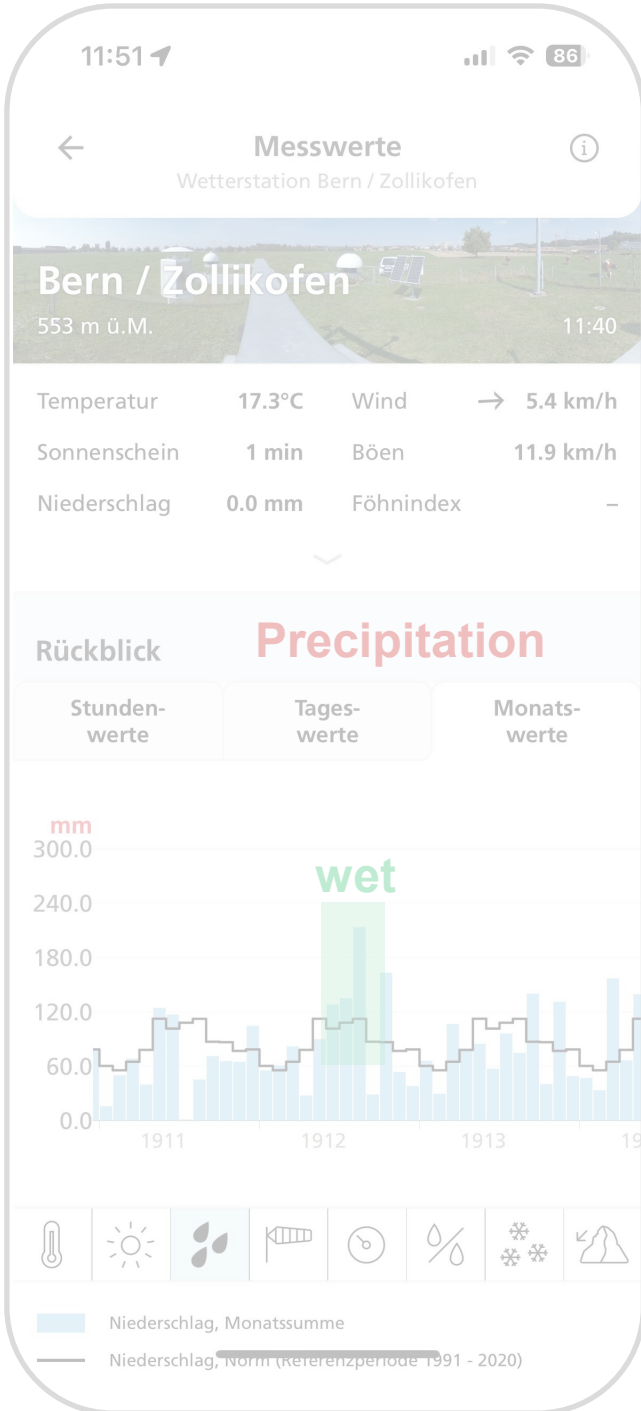 11:51 86
Messwerte
Wetterstation Bern / Zollikofen
Bern / Zollikofen
553 m ü.M. 11:40
Temperatur 17.3°C Wind → 5.4 km/h
Sonnenschein 1 min Böen 11.9 km/h
Niederschlag 0.0 mm Föhnindex –
Rückblick Precipitation
Stunden- Tages- Monats-
werte werte werte
mm
300.0
wet
240.0
180.0
120.0
60.0
0.0
1911 1912 1913 19
Niederschlag, Monatssumme
Niederschlag, Norm (Referenzperiode 1991 - 2020)